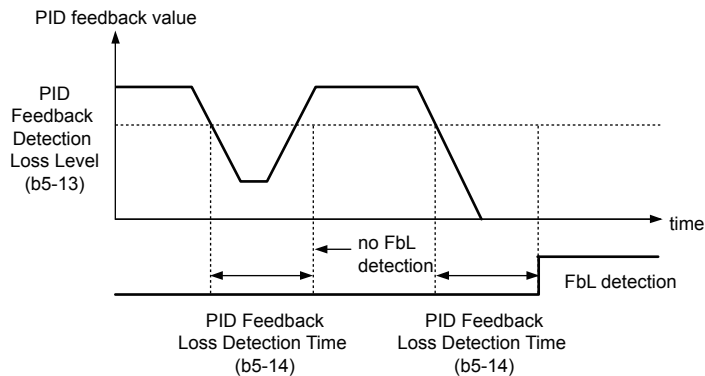 PID feedback value
PID
Feedback
Detection
Loss Level
(b5-13)
time
no FbL
detection
FbL detection
PID Feedback
Loss Detection Time
(b5-14)
PID Feedback
Loss Detection Time
(b5-14)